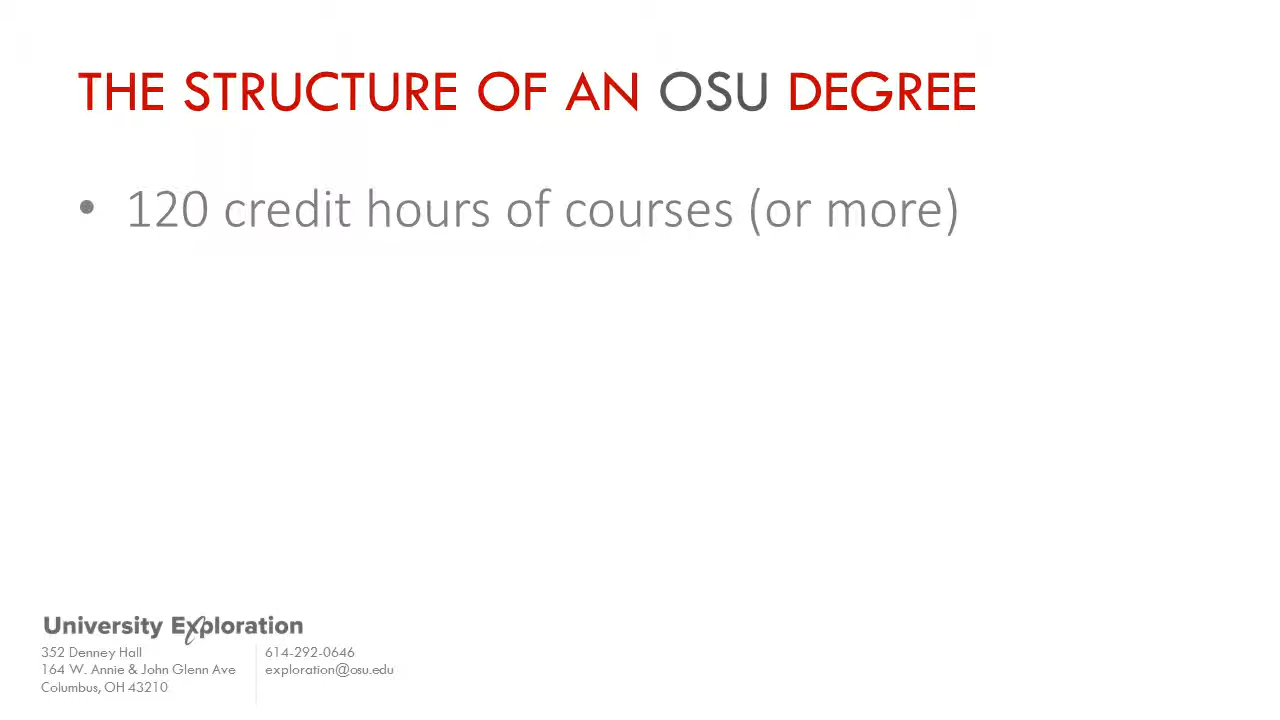 THE STRUCTURE OF AN OSU DEGREE
• 120 credit hours of courses (or more)
University Exploration
352 Denney Hall
164 W. Annie & John Glenn Ave
Columbus, OH 43210
614-292-0646
exploration@osu.edu